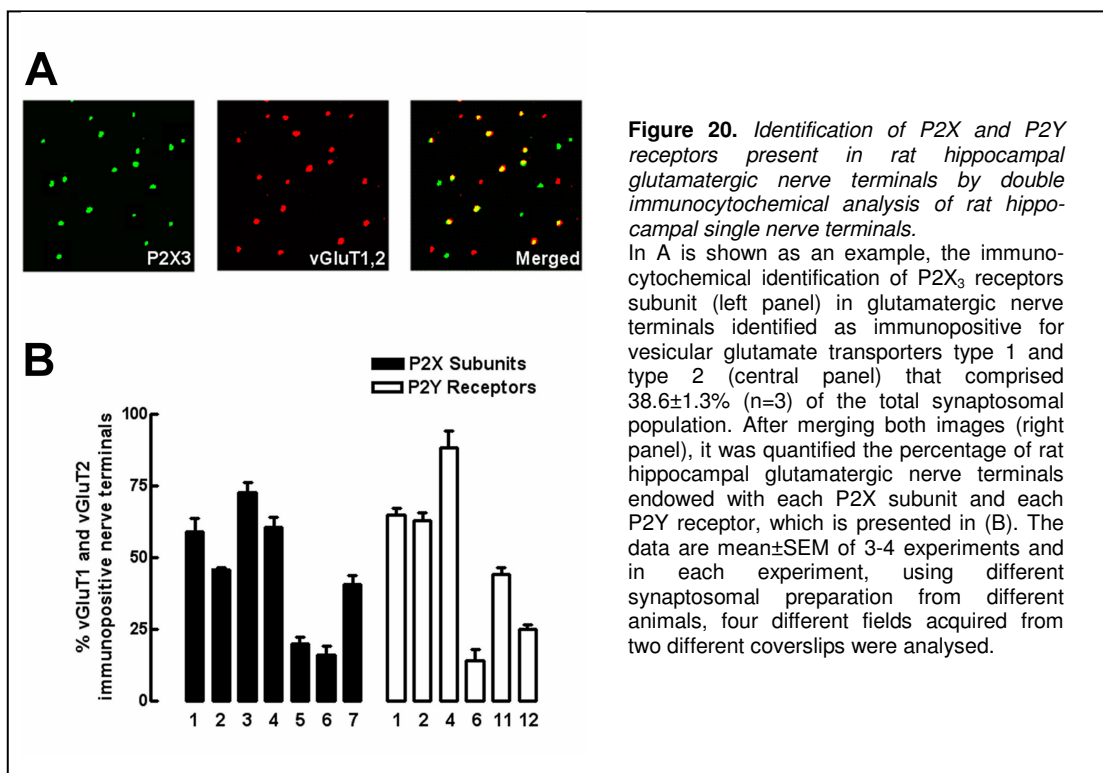 A
P2X3
vGluT1,2
Merged
B
P2X Subunits
P2Y Receptors
% vGluT1 and vGluT2
immunopositive nerve terminals
100
75
50
25
0
1 2 3 4 5 6 7 1 2 4 6 11 12
Figure 20. Identification of P2X and P2Y
receptors present in rat hippocampal
glutamatergic nerve terminals by double
immunocytochemical analysis of rat hippo-
campal single nerve terminals.
In A is shown as an example, the immuno-
cytochemical identification of P2X₃ receptors
subunit (left panel) in glutamatergic nerve
terminals identified as immunopositive for
vesicular glutamate transporters type 1 and
type 2 (central panel) that comprised
38.6±1.3% (n=3) of the total synaptosomal
population. After merging both images (right
panel), it was quantified the percentage of rat
hippocampal glutamatergic nerve terminals
endowed with each P2X subunit and each
P2Y receptor, which is presented in (B). The
data are mean±SEM of 3-4 experiments and
in each experiment, using different
synaptosomal preparation from different
animals, four different fields acquired from
two different coverslips were analysed.